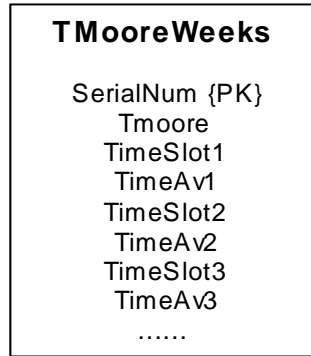 TMooreWeeks
SerialNum {PK}
Tmoore
TimeSlot1
TimeAv1
TimeSlot2
TimeAv2
TimeSlot3
TimeAv3
......